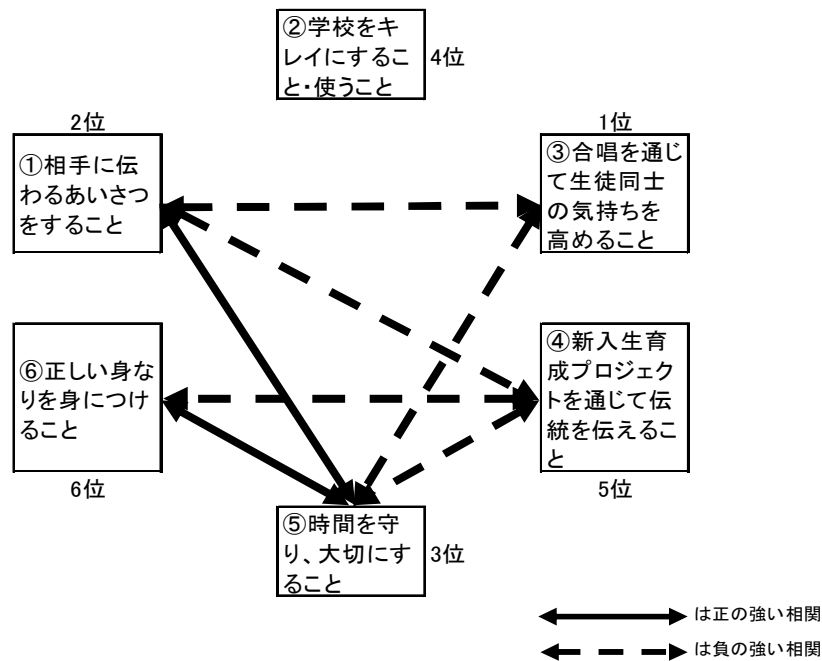 ②学校をキ
レイにするこ
と・使うこと
4位
2位
①相手に伝
わるあいさつ
をすること
1位
③合唱を通じ
て生徒同士
の気持ちを
高めること
⑥正しい身な
りを身につけ
ること
6位
④新入生育
成プロジェク
トを通じて伝
統を伝えるこ
と
5位
⑤時間を守
り、大切にす
ること
3位
は正の強い相関
は負の強い相関